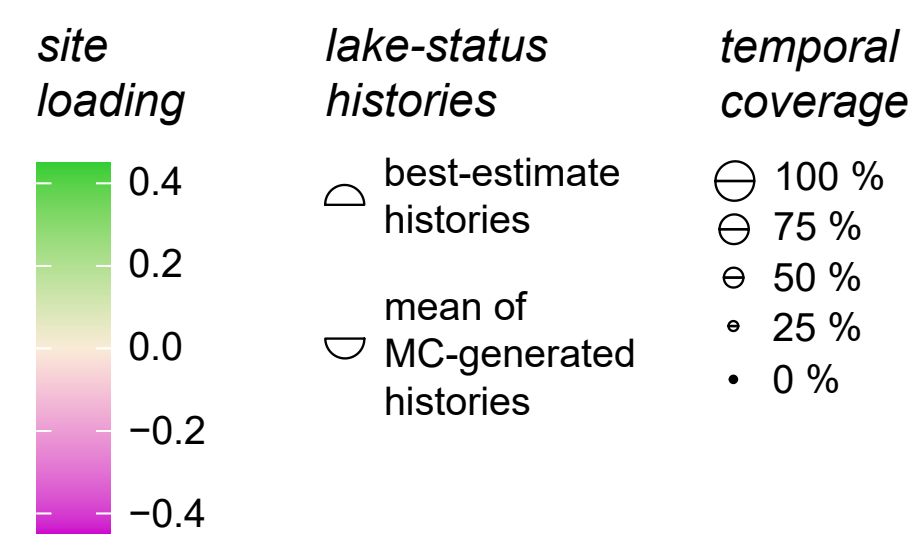 site
loading
0.4
0.2
0.0
−0.2
−0.4
lake-status
histories
best-estimate
histories
mean of
MC-generated
histories
temporal
coverage
100 %
75 %
50 %
25 %
0 %